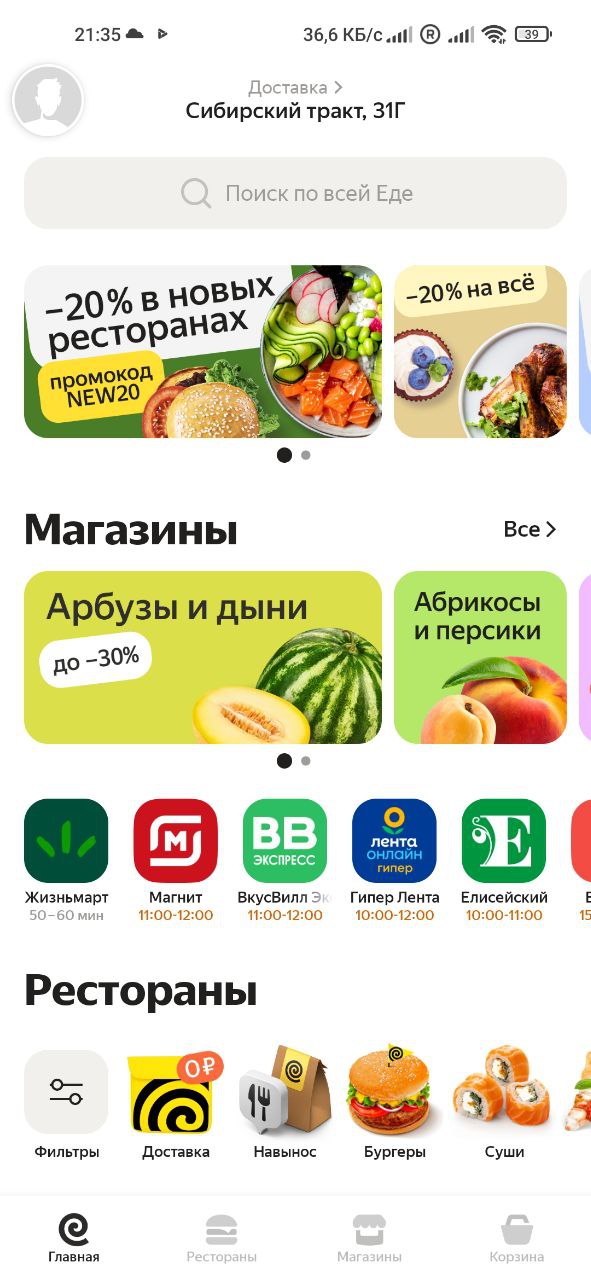 21:35
36,6 КБ/с
R
39
Доставка
Сибирский тракт, 31Г
Поиск по всей Еде
–20% в новых
ресторанах
промокод
NEW20
–20% на всё
Магазины
Все
Арбузы и дыни
до –30%
Абрикосы
и персики
М
ВВ
ЭКСПРЕСС
лента
онлайн
гипер
Е
Жизньмарт
Магнит
ВкусВилл Эк
Гипер Лента
Елисейский
50–60 мин
11:00-12:00
11:00-12:00
10:00-12:00
10:00-11:00
15
Рестораны
0₽
Фильтры
Доставка
Навынос
Бургеры
Суши
Главная
Рестораны
Магазины
Корзина